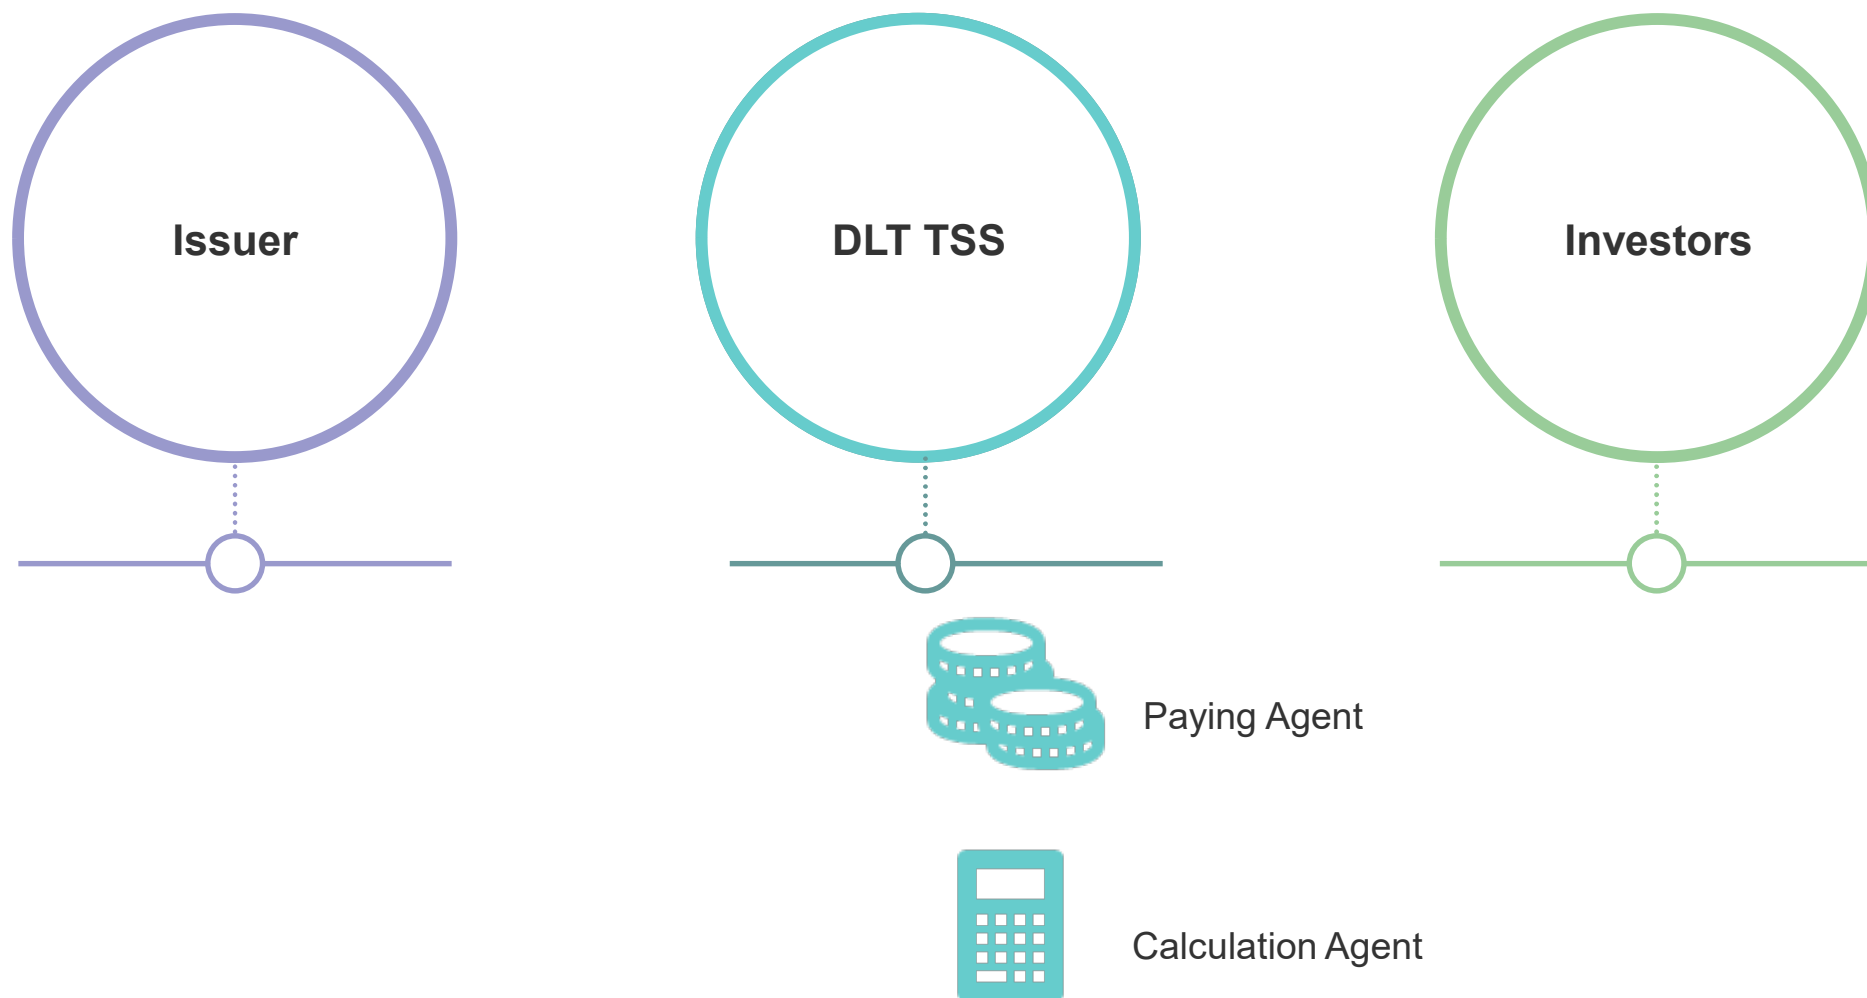 Issuer
DLT TSS
Investors
Paying Agent
Calculation Agent